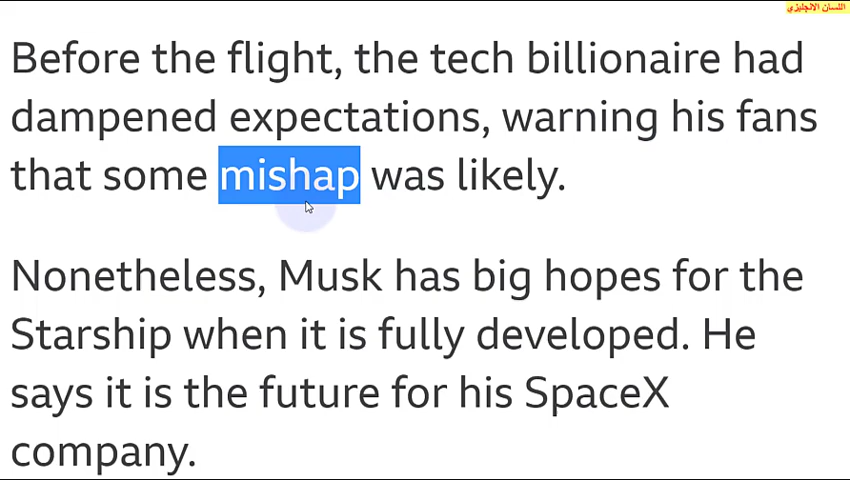 اللسان الإنجليزي
Before the flight, the tech billionaire had
dampened expectations, warning his fans
that some mishap was likely.
Nonetheless, Musk has big hopes for the
Starship when it is fully developed. He
says it is the future for his SpaceX
company.